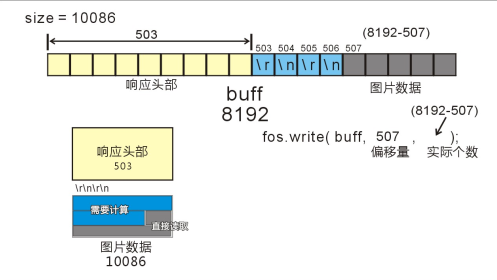 size = 10086
503
(8192-507)
503 504 505 506 507
\r \n \r \n
响应头部
图片数据
buff
8192
(8192-507)
fos.write( buff, 507 , );
偏移量 实际个数
响应头部
503
\r\n\r\n
需要计算
直接读取
图片数据
10086